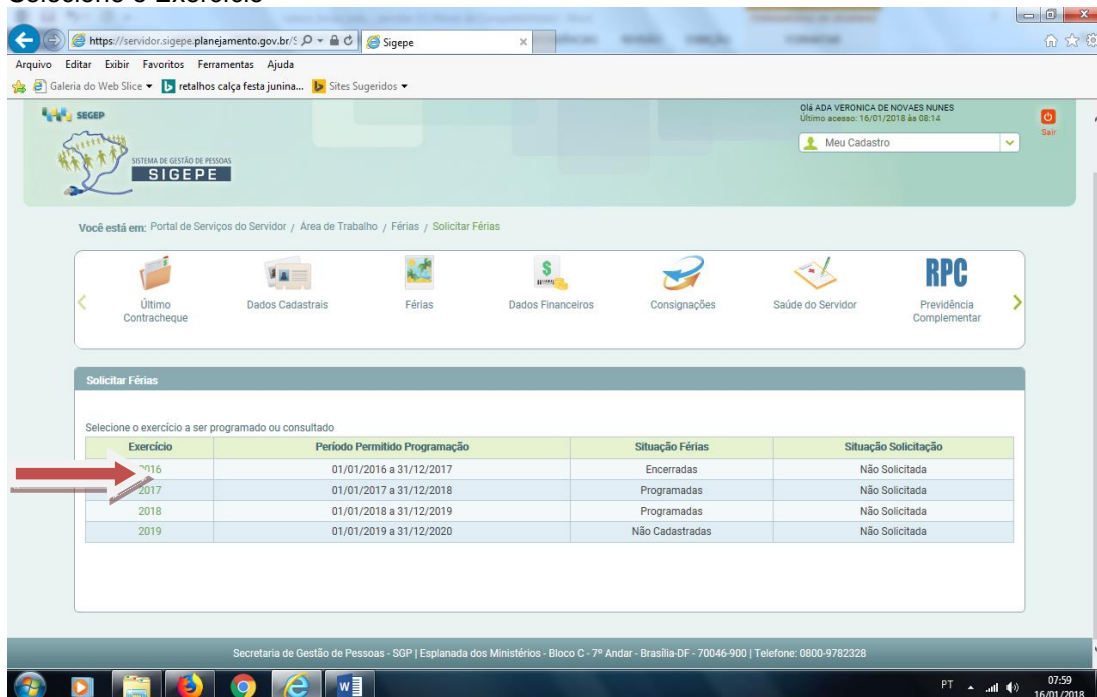 Selecione o Exercício
https://servidor.sigepe.planejamento.gov.br/S
Sigepe
Arquivo Editar Exibir Favoritos Ferramentas Ajuda
Galeria do Web Slice retalhos calça festa junina... Sites Sugeridos
SEGEP
Olá ADA VERONICA DE NOVAES NUNES
Último acesso: 16/01/2018 às 08:14
Sair
Meu Cadastro
SISTEMA DE GESTÃO DE PESSOAS
SIGEPE
Você está em: Portal de Serviços do Servidor / Área de Trabalho / Férias / Solicitar Férias
RPC
Último Contracheque
Dados Cadastrais
Férias
Dados Financeiros
Consignações
Saúde do Servidor
Previdência Complementar
Solicitar Férias
Selecione o exercício a ser programado ou consultado
Exercício Período Permitido Programação Situação Férias Situação Solicitação
2016 01/01/2016 a 31/12/2017 Encerradas Não Solicitada
2017 01/01/2017 a 31/12/2018 Programadas Não Solicitada
2018 01/01/2018 a 31/12/2019 Programadas Não Solicitada
2019 01/01/2019 a 31/12/2020 Não Cadastradas Não Solicitada
Secretaria de Gestão de Pessoas - SGP | Esplanada dos Ministérios - Bloco C - 7º Andar - Brasília-DF - 70046-900 | Telefone: 0800-9782328
PT
07:59
16/01/2018